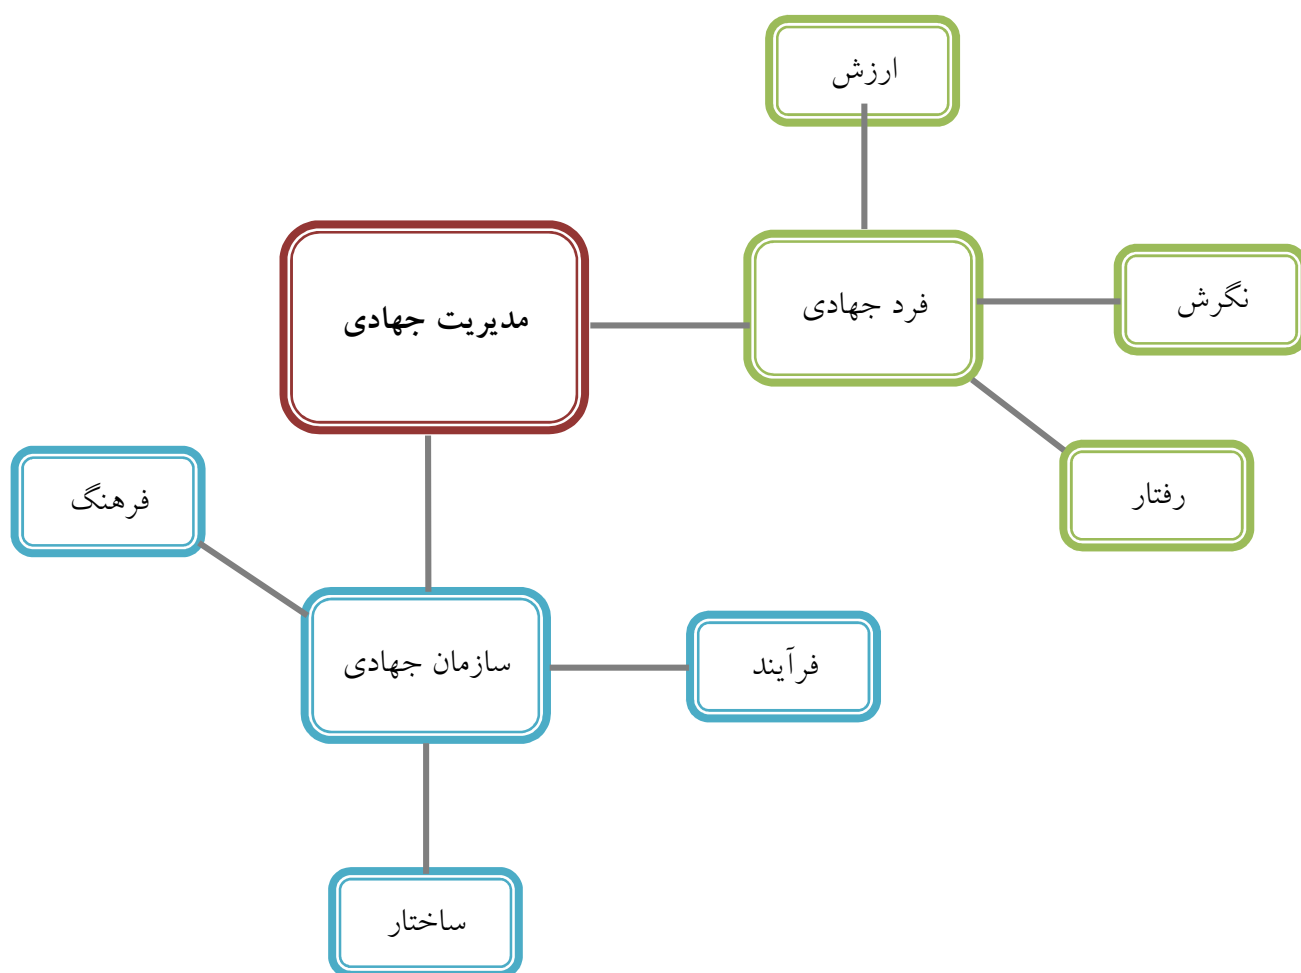 ارزش
نگرش
فرد جهادی
مدیریت جهادی
رفتار
فرهنگ
فرآیند
سازمان جهادی
ساختار